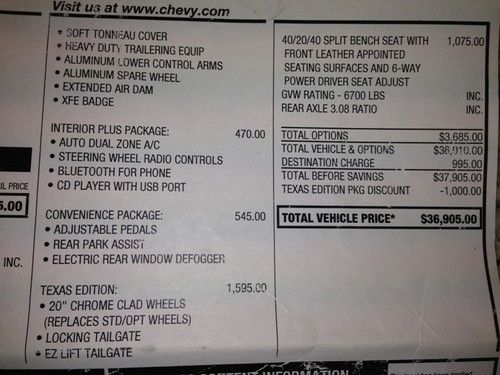 Visit us at www.chevy.com
• SOFT TONNEAU COVER
• HEAVY DUTY TRAILERING EQUIP
• ALUMINUM LOWER CONTROL ARMS
• ALUMINUM SPARE WHEEL
• EXTENDED AIR DAM
• XFE BADGE
INTERIOR PLUS PACKAGE: 470.00
• AUTO DUAL ZONE A/C
• STEERING WHEEL RADIO CONTROLS
• BLUETOOTH FOR PHONE
• CD PLAYER WITH USB PORT
CONVENIENCE PACKAGE: 545.00
• ADJUSTABLE PEDALS
• REAR PARK ASSIST
• ELECTRIC REAR WINDOW DEFOGGER
TEXAS EDITION: 1,595.00
• 20" CHROME CLAD WHEELS
(REPLACES STD/OPT WHEELS)
• LOCKING TAILGATE
• EZ LIFT TAILGATE
40/20/40 SPLIT BENCH SEAT WITH 1,075.00
FRONT LEATHER APPOINTED
SEATING SURFACES AND 6-WAY
POWER DRIVER SEAT ADJUST
GVW RATING - 6700 LBS INC.
REAR AXLE 3.08 RATIO INC.
TOTAL OPTIONS $3,685.00
TOTAL VEHICLE & OPTIONS $36,910.00
DESTINATION CHARGE 995.00
TOTAL BEFORE SAVINGS $37,905.00
TEXAS EDITION PKG DISCOUNT -1,000.00
TOTAL VEHICLE PRICE* $36,905.00
PRICE
5.00
INC.
CONTENT INFORMATION